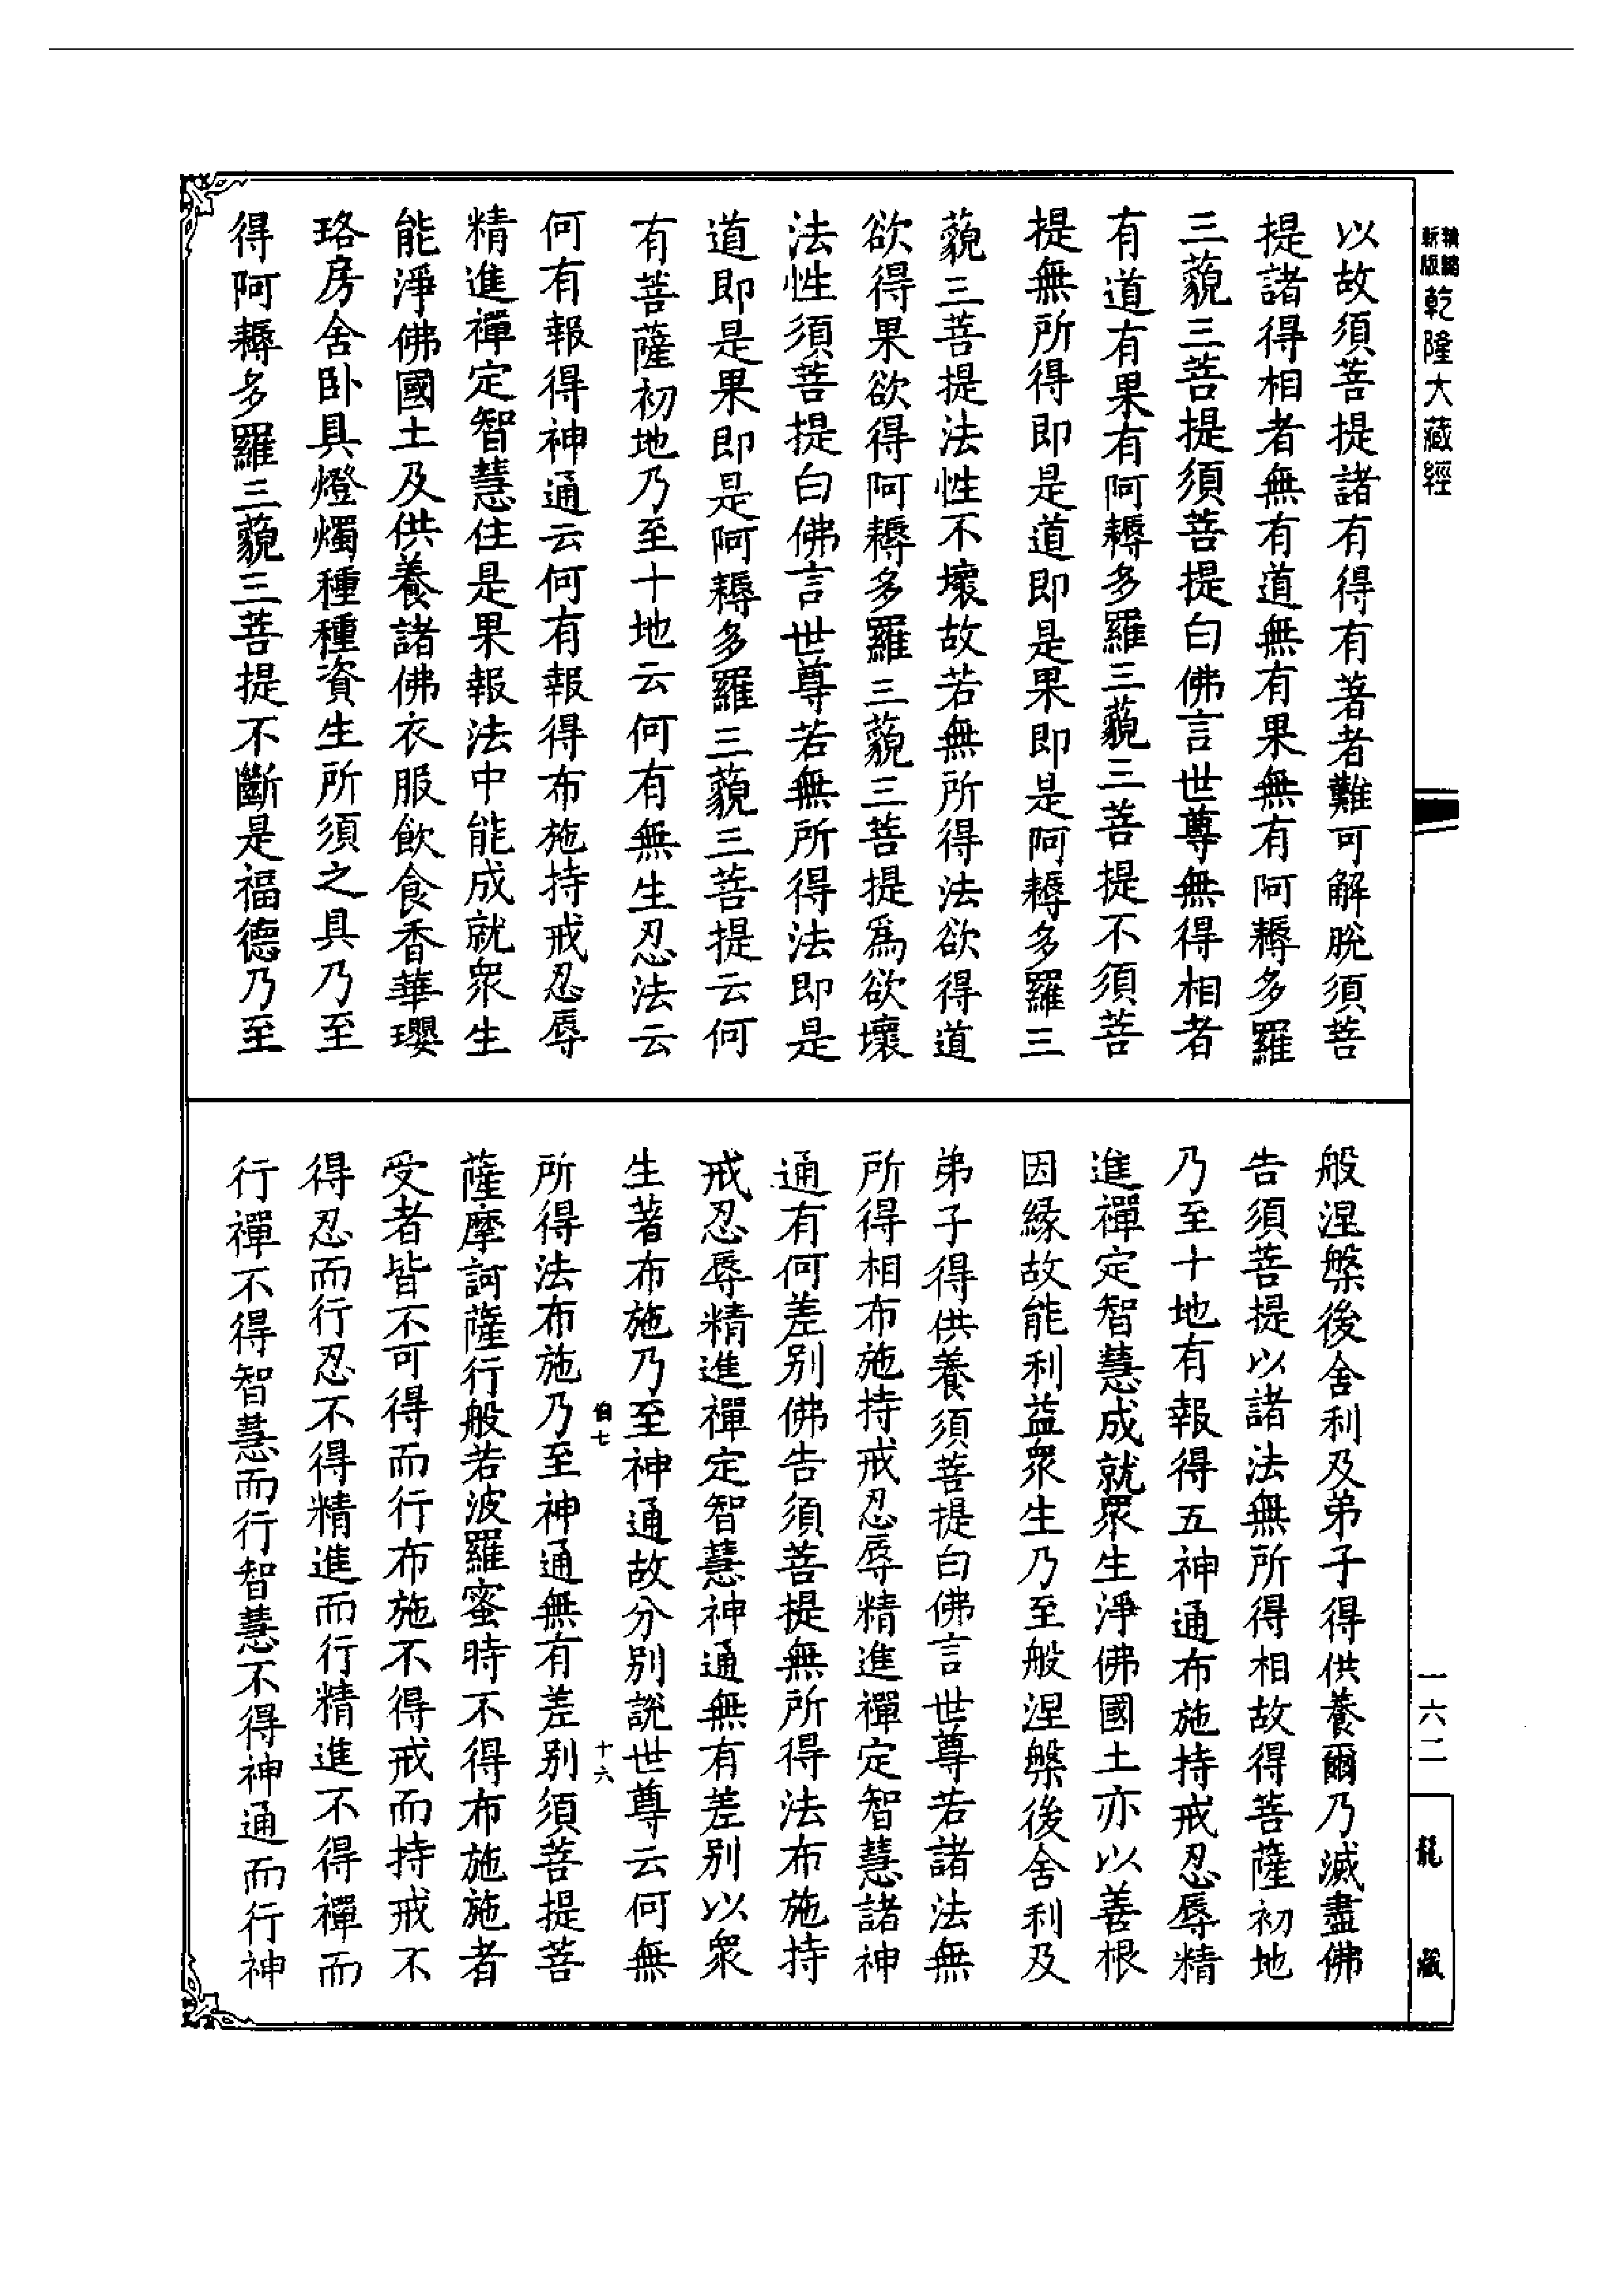 新版
乾隆大藏經
以故須菩提諸有得有著者難可解脫須菩
提諸得相者無有道無有果無有阿耨多羅
三藐三菩提須菩提白佛言世尊無得相者
有道有果有阿耨多羅三藐三菩提不須菩
提無所得即是道即是果即是阿耨多羅三
藐三菩提法性不壞故若無所得法欲得道
欲得果欲得阿耨多羅三藐三菩提爲欲壞
法性須菩提白佛言世尊若無所得法即是
道即是果即是阿耨多羅三藐三菩提云何
有菩薩初地乃至十地云何有無生忍法云
何有報得神通云何有報得布施持戒忍辱
精進禪定智慧住是果報法中能成就眾生
能淨佛國土及供養諸佛衣服飲食香華瓔
珞房舍卧具燈燭種種資生所須之具乃至
得阿耨多羅三藐三菩提不斷是福德乃至
般涅槃後舍利及弟子得供養爾乃滅盡佛
告須菩提以諸法無所得相故得菩薩初地
乃至十地有報得五神通布施持戒忍辱精
進禪定智慧成就眾生淨佛國土亦以善根
因緣故能利益眾生乃至般涅槃後舍利及
弟子得供養須菩提白佛言世尊若諸法無
所得相布施持戒忍辱精進禪定智慧諸神
通有何差别佛告須菩提無所得法布施持
戒忍辱精進禪定智慧神通無有差别以眾
生著布施乃至神通故分别說世尊云何無
伯七
十六
所得法布施乃至神通無有差别須菩提菩
薩摩訶薩行般若波羅蜜時不得布施施者
受者皆不可得而行布施不得戒而持戒不
得忍而行忍不得精進而行精進不得禪而
行禪不得智慧而行智慧不得神通而行神
一六二
龍藏